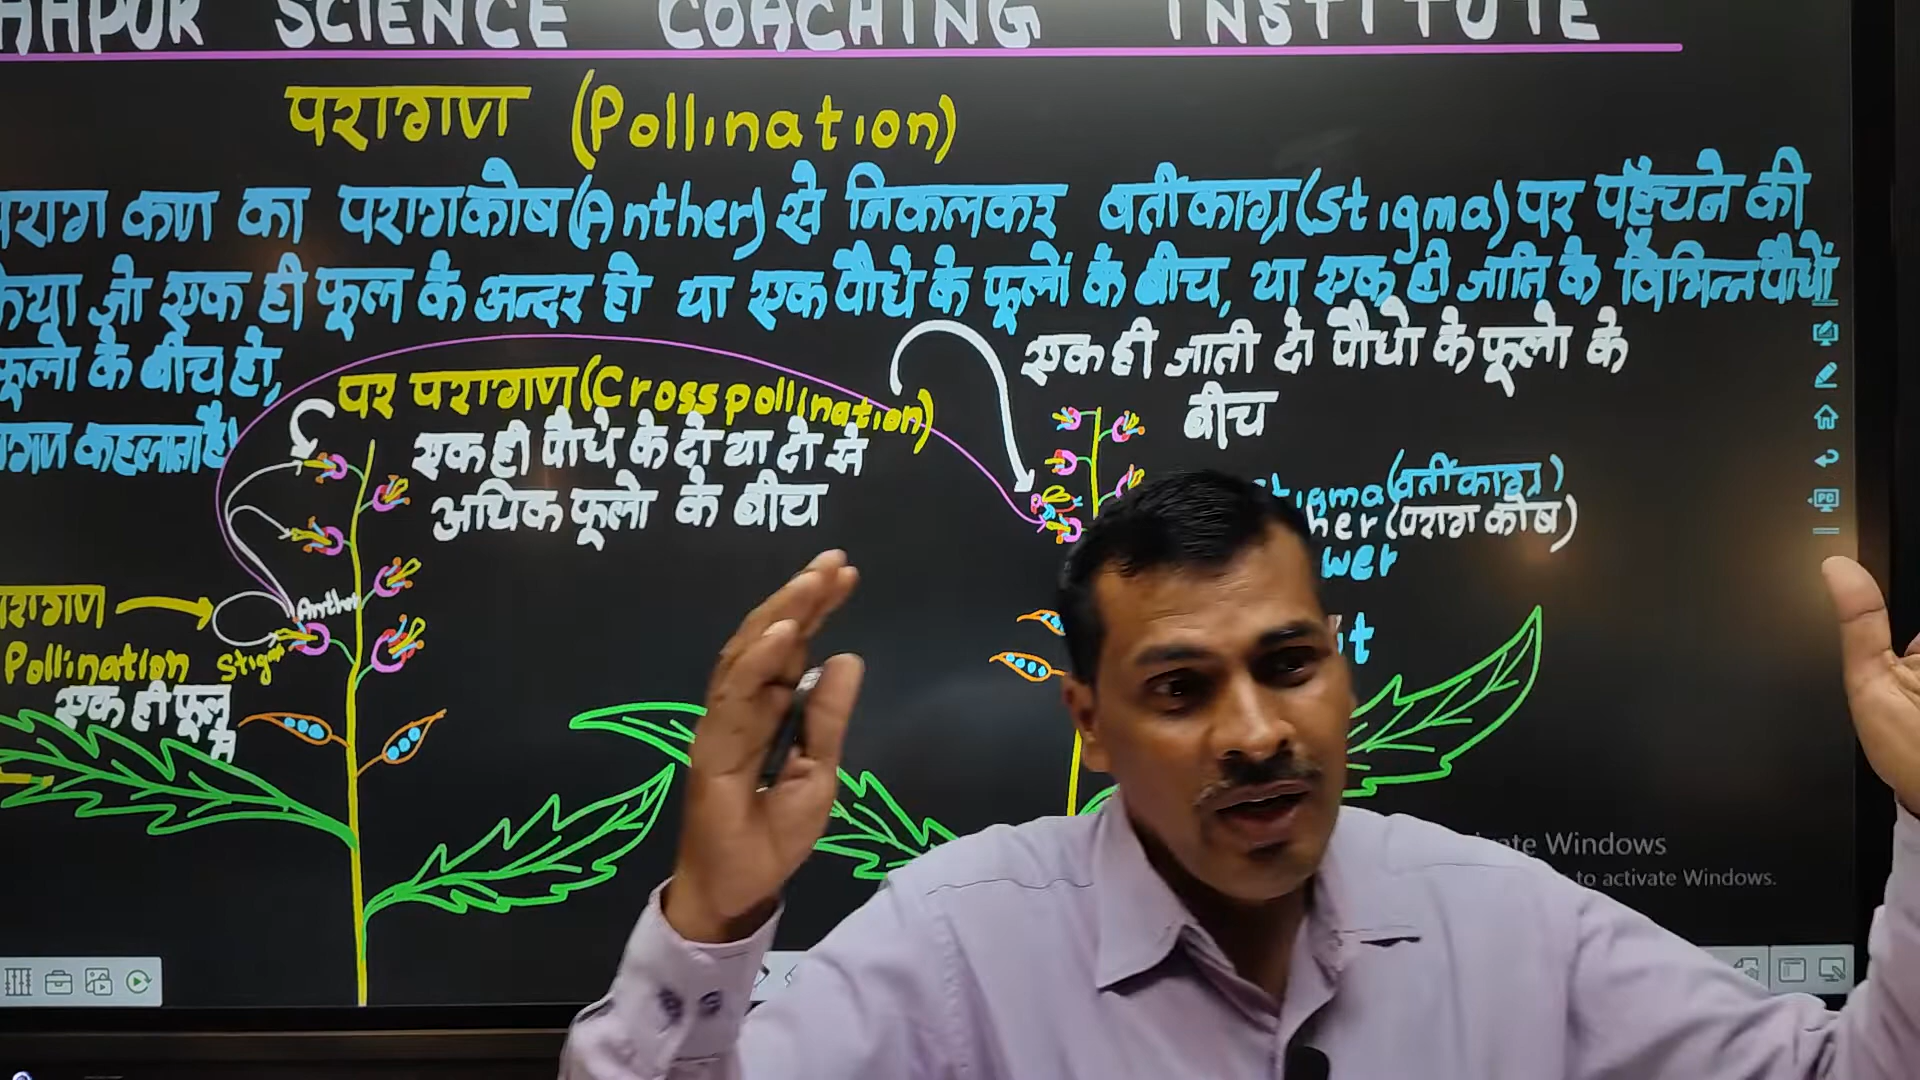 SCIENCE COACHING INSTITUTE
परागण (Pollination)
पराग कण का परागकोष (Anther) से निकलकर वर्तीकाग्र (Stigma) पर पहुँचने की
जो एक ही फूल के अन्दर हो या एक पौधे के फूलों के बीच, या एक ही जाति के विभिन्न पौधों
के बीच हो,
कहलाता है
पर परागण (Cross pollination)
एक ही पौधे के दो या दो से
अधिक फूलो के बीच
एक ही जाती दो पौधो के फूलो के
बीच
(वर्तीकाग्र)
(पराग कोष)
Anther
Stigma
Pollination
एक ही फूल
में
Windows
to activate Windows.
PC